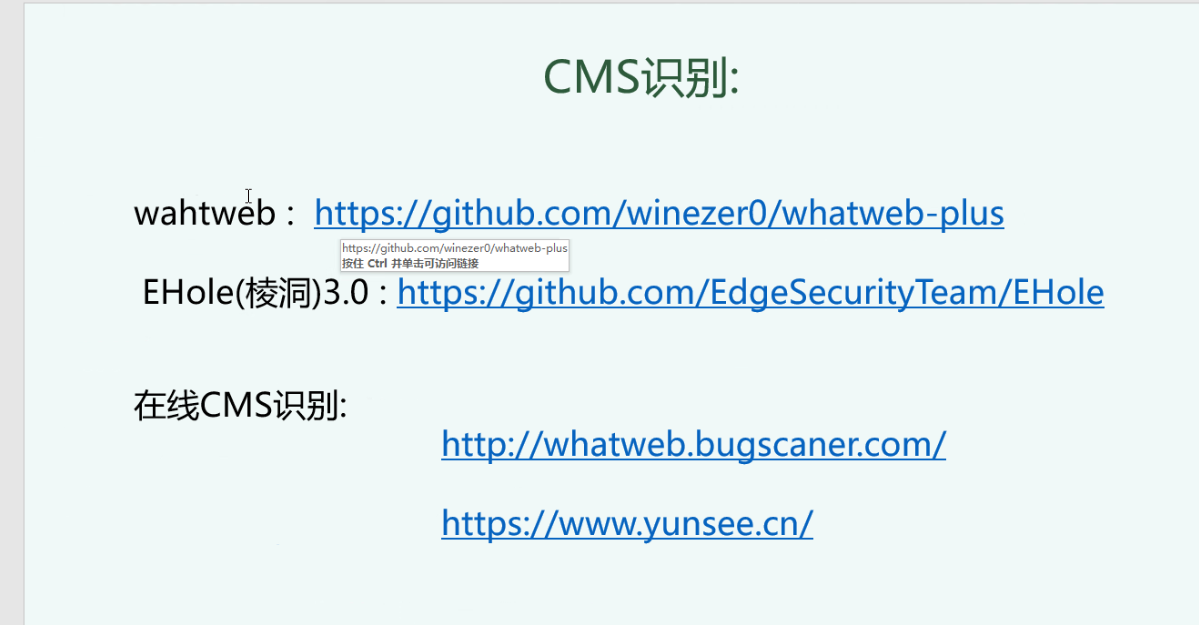 CMS识别:
wahtweb： https://github.com/winezer0/whatweb-plus
https://github.com/winezer0/whatweb-plus
按住 Ctrl 并单击可访问链接
EHole(棱洞)3.0 : https://github.com/EdgeSecurityTeam/EHole
在线CMS识别:
http://whatweb.bugscaner.com/
https://www.yunsee.cn/